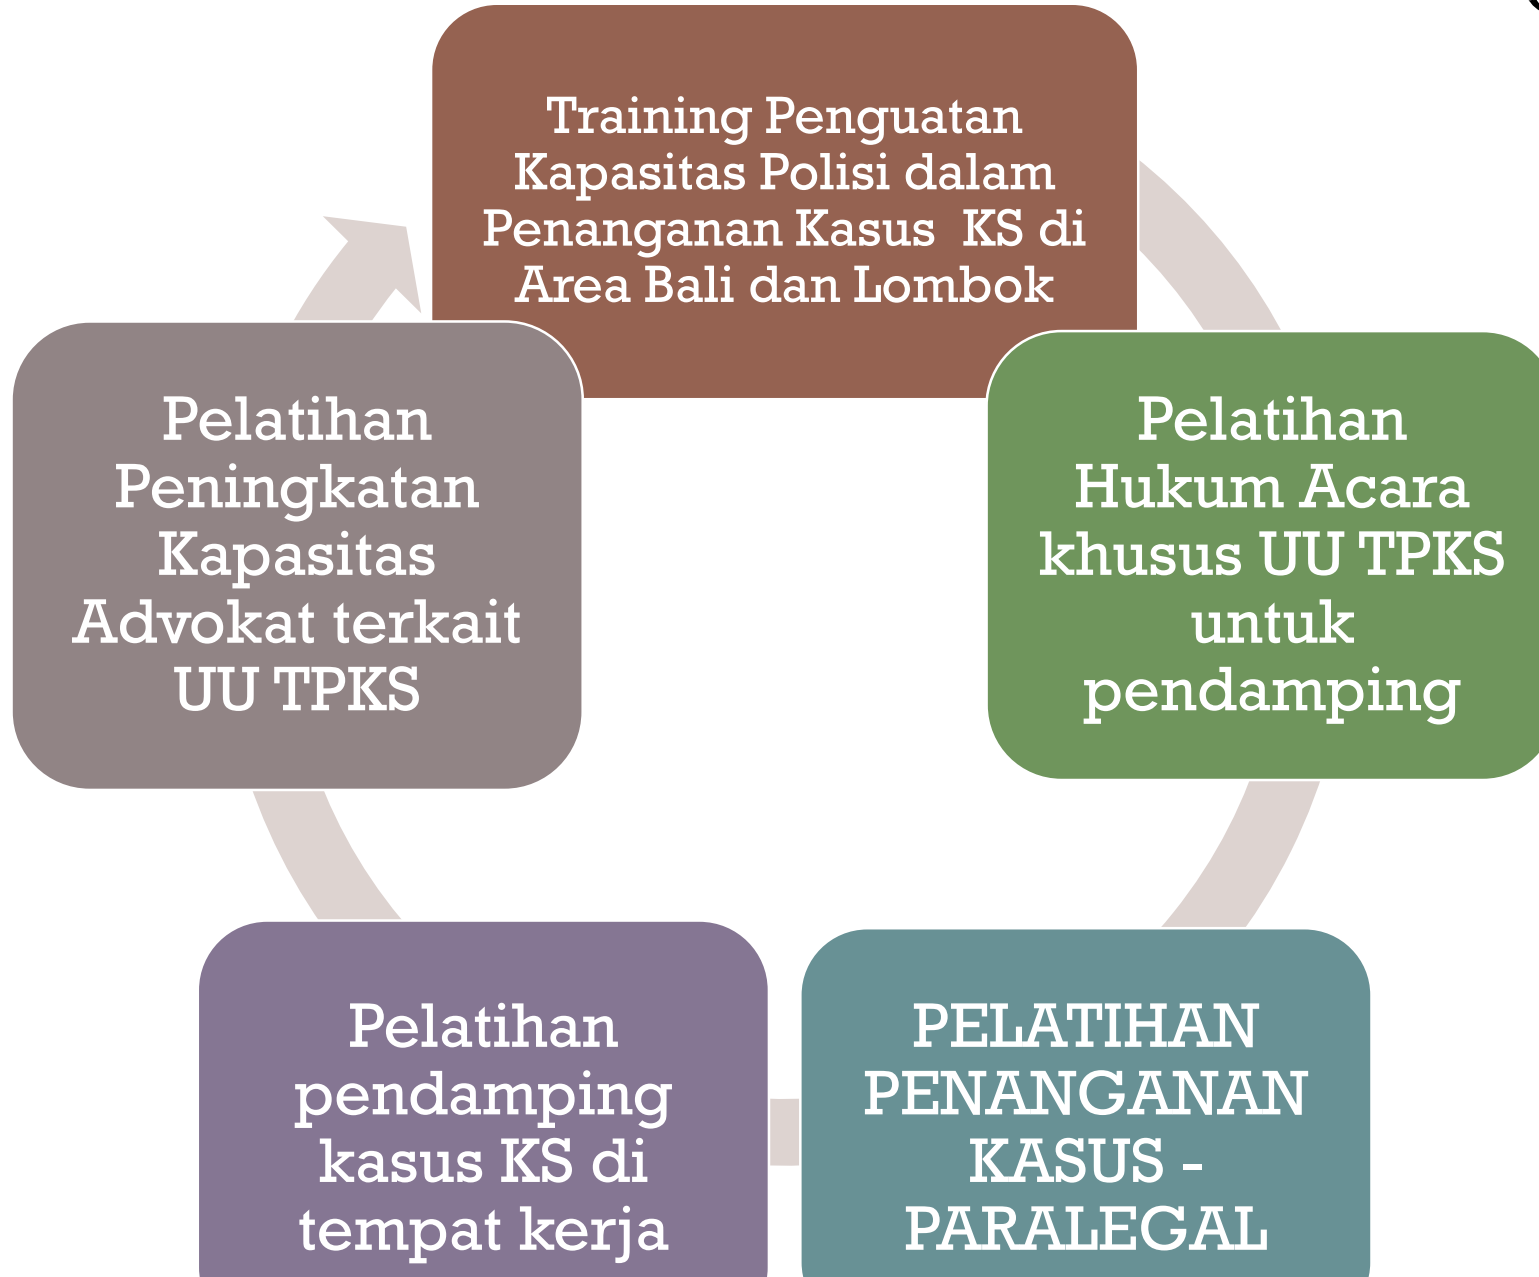 Training Penguatan
Kapasitas Polisi dalam
Penanganan Kasus  KS di
Area Bali dan Lombok
Pelatihan
Hukum Acara
khusus UU TPKS
untuk
pendamping
PELATIHAN
PENANGANAN
KASUS -
PARALEGAL
Pelatihan
pendamping
kasus KS di
tempat kerja
Pelatihan
Peningkatan
Kapasitas
Advokat terkait
UU TPKS